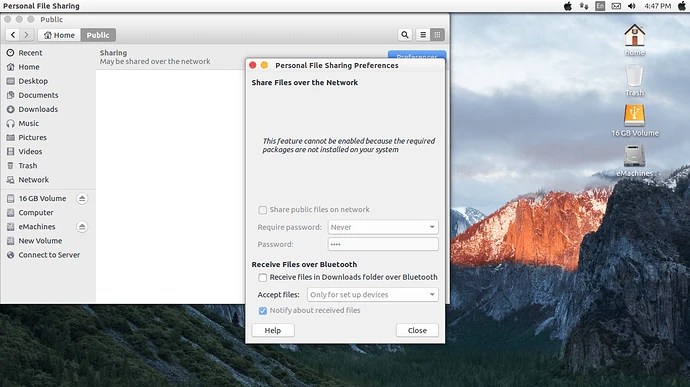 Personal File Sharing
En
4:47 PM
Public
Home
Public
Recent
Home
Desktop
Documents
Downloads
Music
Pictures
Videos
Trash
Network
16 GB Volume
Computer
eMachines
New Volume
Connect to Server
Sharing
May be shared over the network
Preferences
Personal File Sharing Preferences
Share Files over the Network
This feature cannot be enabled because the required
packages are not installed on your system
Share public files on network
Require password:
Never
Password:
Receive Files over Bluetooth
Receive files in Downloads folder over Bluetooth
Accept files:
Only for set up devices
Notify about received files
Help
Close
home
Trash
16 GB Volume
eMachines